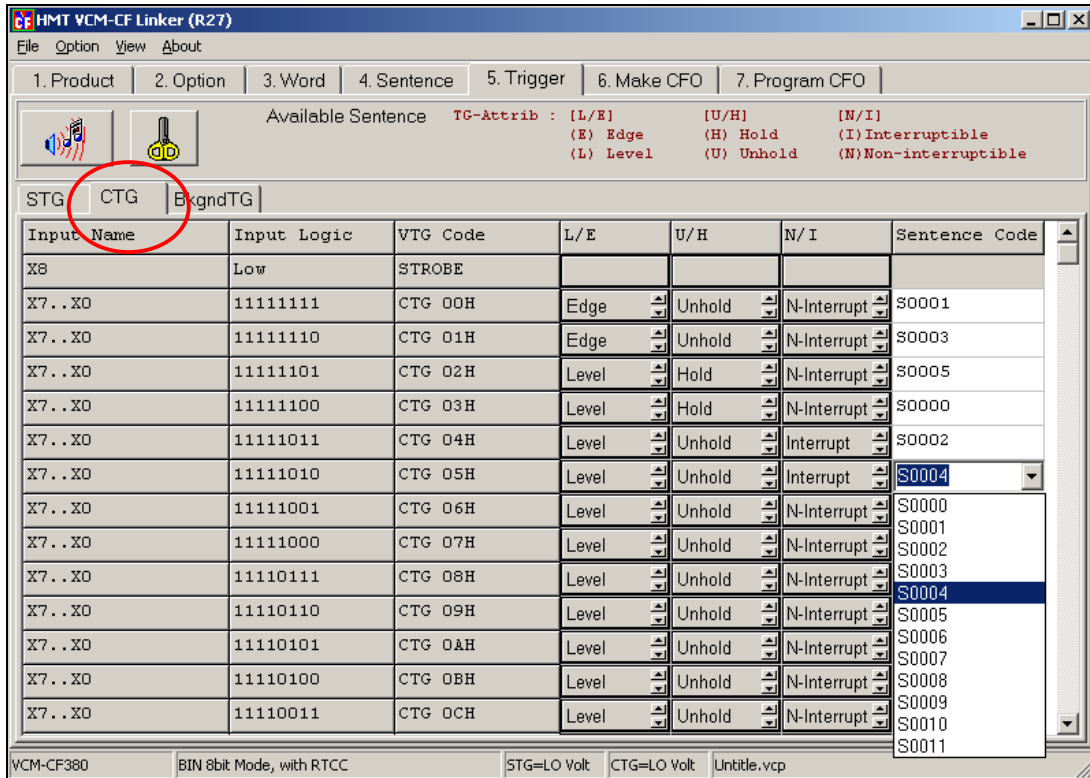 HMT VCM-CF Linker (R27)
File Option View About
1. Product 2. Option 3. Word 4. Sentence 5. Trigger 6. Make CFO 7. Program CFO
Available Sentence TG-Attrib : [L/E] [U/H] [N/I]
(E) Edge (H) Hold (I)Interruptible
(L) Level (U) Unhold (N)Non-interruptible
STG CTG BkgndTG
Input Name Input Logic VTG Code L/E U/H N/I Sentence Code
X8 Low STROBE
X7..X0 11111111 CTG 00H Edge Unhold N-Interrupt S0001
X7..X0 11111110 CTG 01H Edge Unhold N-Interrupt S0003
X7..X0 11111101 CTG 02H Level Hold N-Interrupt S0005
X7..X0 11111100 CTG 03H Level Hold N-Interrupt S0000
X7..X0 11111011 CTG 04H Level Unhold Interrupt S0002
X7..X0 11111010 CTG 05H Level Unhold Interrupt S0004
X7..X0 11111001 CTG 06H Level Unhold N-Interrupt
X7..X0 11111000 CTG 07H Level Unhold N-Interrupt
X7..X0 11110111 CTG 08H Level Unhold N-Interrupt
X7..X0 11110110 CTG 09H Level Unhold N-Interrupt
X7..X0 11110101 CTG 0AH Level Unhold N-Interrupt
X7..X0 11110100 CTG 0BH Level Unhold N-Interrupt
X7..X0 11110011 CTG 0CH Level Unhold N-Interrupt
S0000
S0001
S0002
S0003
S0004
S0005
S0006
S0007
S0008
S0009
S0010
S0011
VCM-CF380 BIN 8bit Mode, with RTCC STG=LO Volt CTG=LO Volt Untitle.vcp